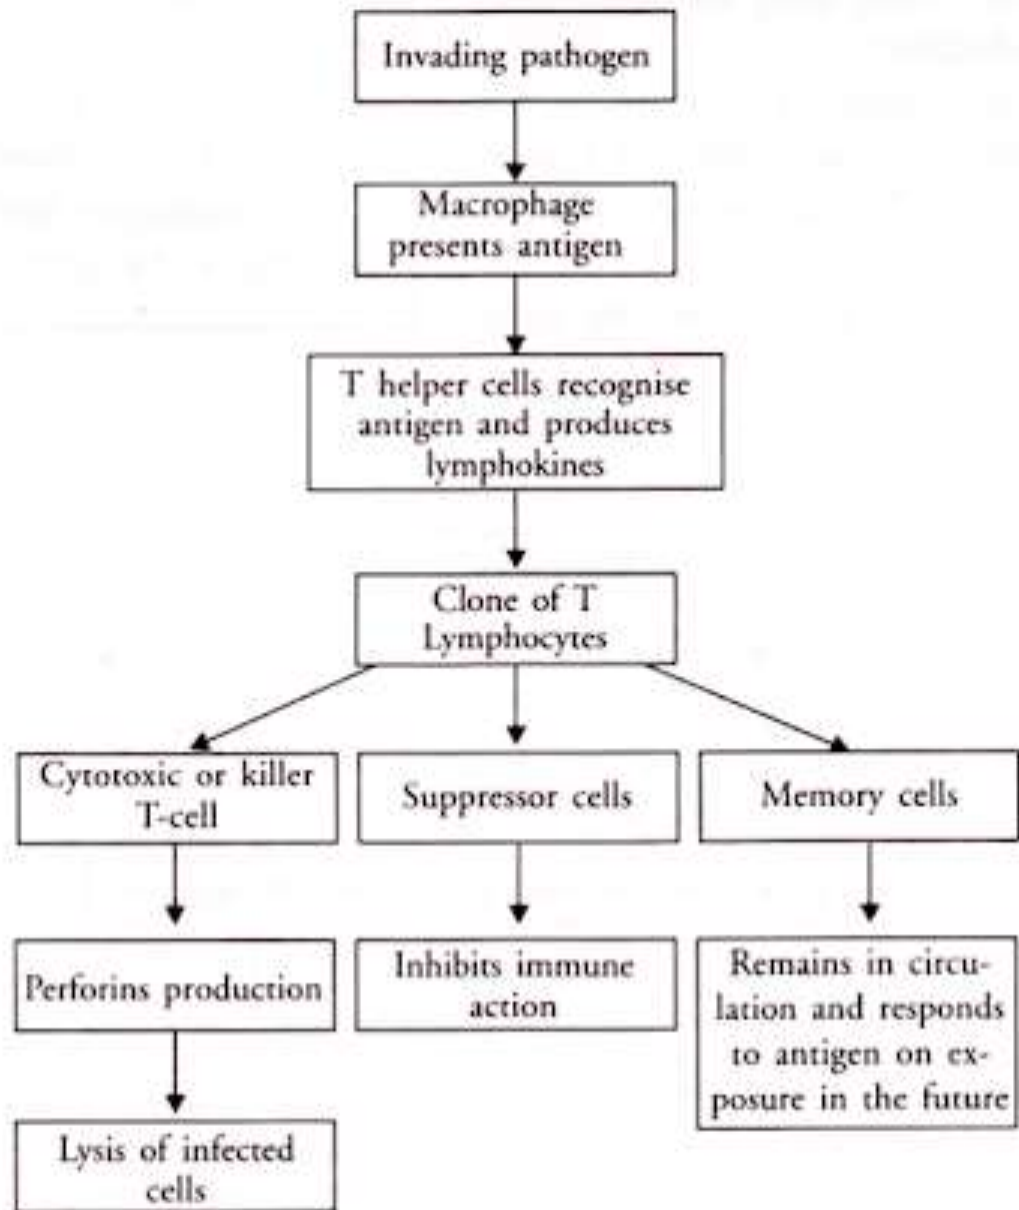 Invading pathogen
Macrophage
presents antigen
T helper cells recognise
antigen and produces
lymphokines
Clone of T
Lymphocytes
Cytotoxic or killer
T-cell
Suppressor cells
Memory cells
Perforins production
Inhibits immune
action
Remains in circu-
lation and responds
to antigen on ex-
posure in the future
Lysis of infected
cells